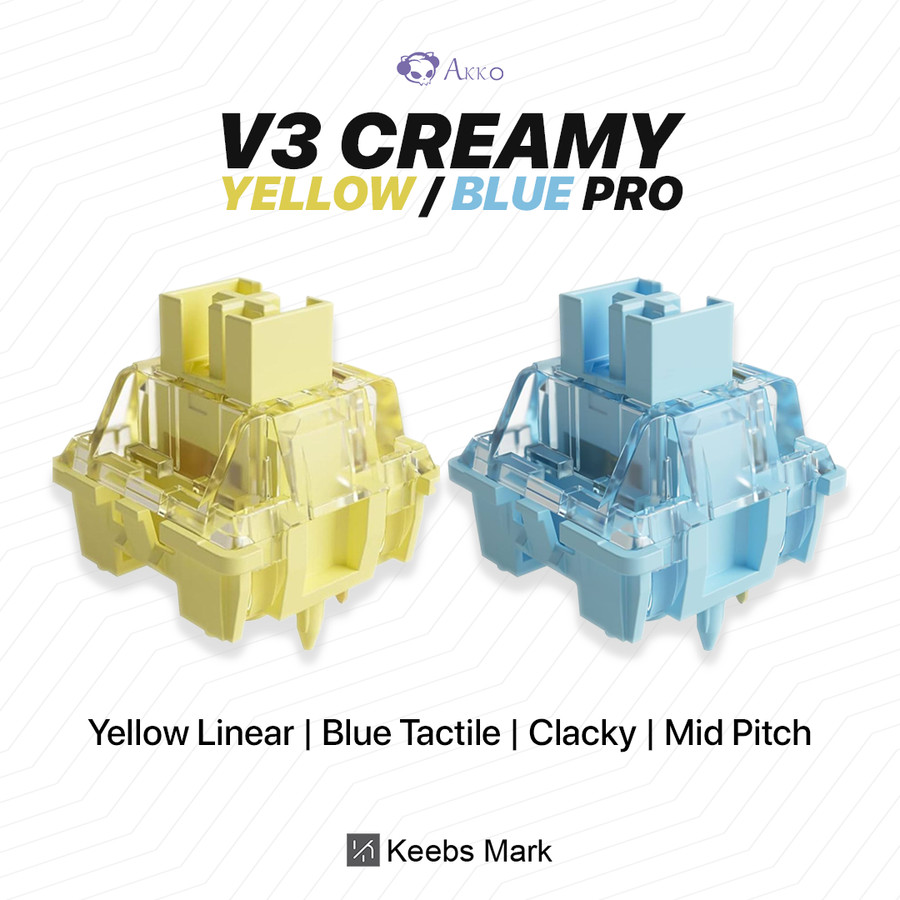 Akko
V3 CREAMY
YELLOW / BLUE PRO
Yellow Linear | Blue Tactile | Clacky | Mid Pitch
Keebs Mark